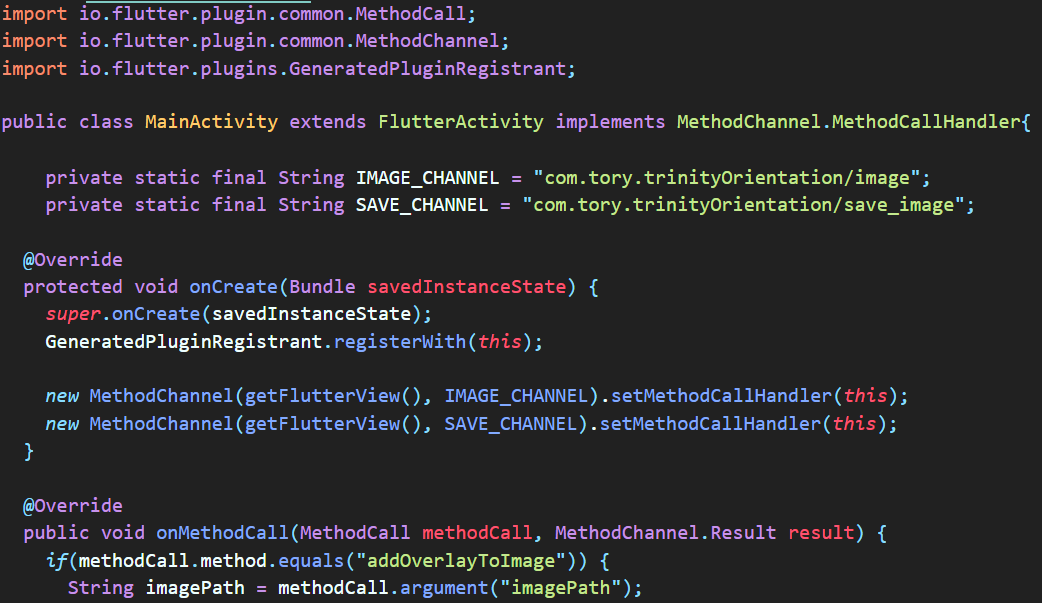 import io.flutter.plugin.common.MethodCall;
import io.flutter.plugin.common.MethodChannel;
import io.flutter.plugins.GeneratedPluginRegistrant;
public class MainActivity extends FlutterActivity implements MethodChannel.MethodCallHandler{
private static final String IMAGE_CHANNEL = "com.tory.trinityOrientation/image";
private static final String SAVE_CHANNEL = "com.tory.trinityOrientation/save_image";
@Override
protected void onCreate(Bundle savedInstanceState) {
super.onCreate(savedInstanceState);
GeneratedPluginRegistrant.registerWith(this);
new MethodChannel(getFlutterView(), IMAGE_CHANNEL).setMethodCallHandler(this);
new MethodChannel(getFlutterView(), SAVE_CHANNEL).setMethodCallHandler(this);
}
@Override
public void onMethodCall(MethodCall methodCall, MethodChannel.Result result) {
if(methodCall.method.equals("addOverlayToImage")) {
String imagePath = methodCall.argument("imagePath");